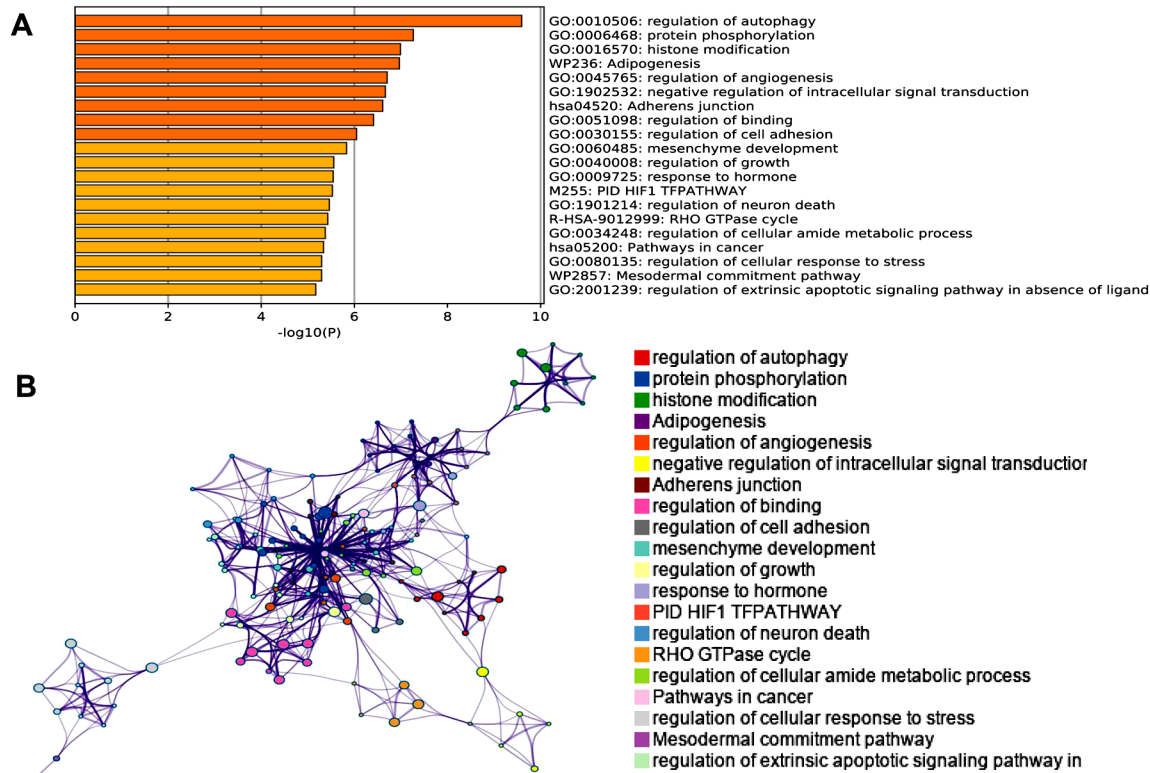 A
GO:0010506: regulation of autophagy
GO:0006468: protein phosphorylation
GO:0016570: histone modification
WP236: Adipogenesis
GO:0045765: regulation of angiogenesis
GO:1902532: negative regulation of intracellular signal transduction
hsa04520: Adherens junction
GO:0051098: regulation of binding
GO:0030155: regulation of cell adhesion
GO:0060485: mesenchyme development
GO:0040008: regulation of growth
GO:0009725: response to hormone
M255: PID HIF1 TFPATHWAY
GO:1901214: regulation of neuron death
R-HSA-9012999: RHO GTPase cycle
GO:0034248: regulation of cellular amide metabolic process
hsa05200: Pathways in cancer
GO:0080135: regulation of cellular response to stress
WP2857: Mesodermal commitment pathway
GO:2001239: regulation of extrinsic apoptotic signaling pathway in absence of ligand
0 2 4 6 8 10
-log10(P)
B
regulation of autophagy
protein phosphorylation
histone modification
Adipogenesis
regulation of angiogenesis
negative regulation of intracellular signal transduction
Adherens junction
regulation of binding
regulation of cell adhesion
mesenchyme development
regulation of growth
response to hormone
PID HIF1 TFPATHWAY
regulation of neuron death
RHO GTPase cycle
regulation of cellular amide metabolic process
Pathways in cancer
regulation of cellular response to stress
Mesodermal commitment pathway
regulation of extrinsic apoptotic signaling pathway in